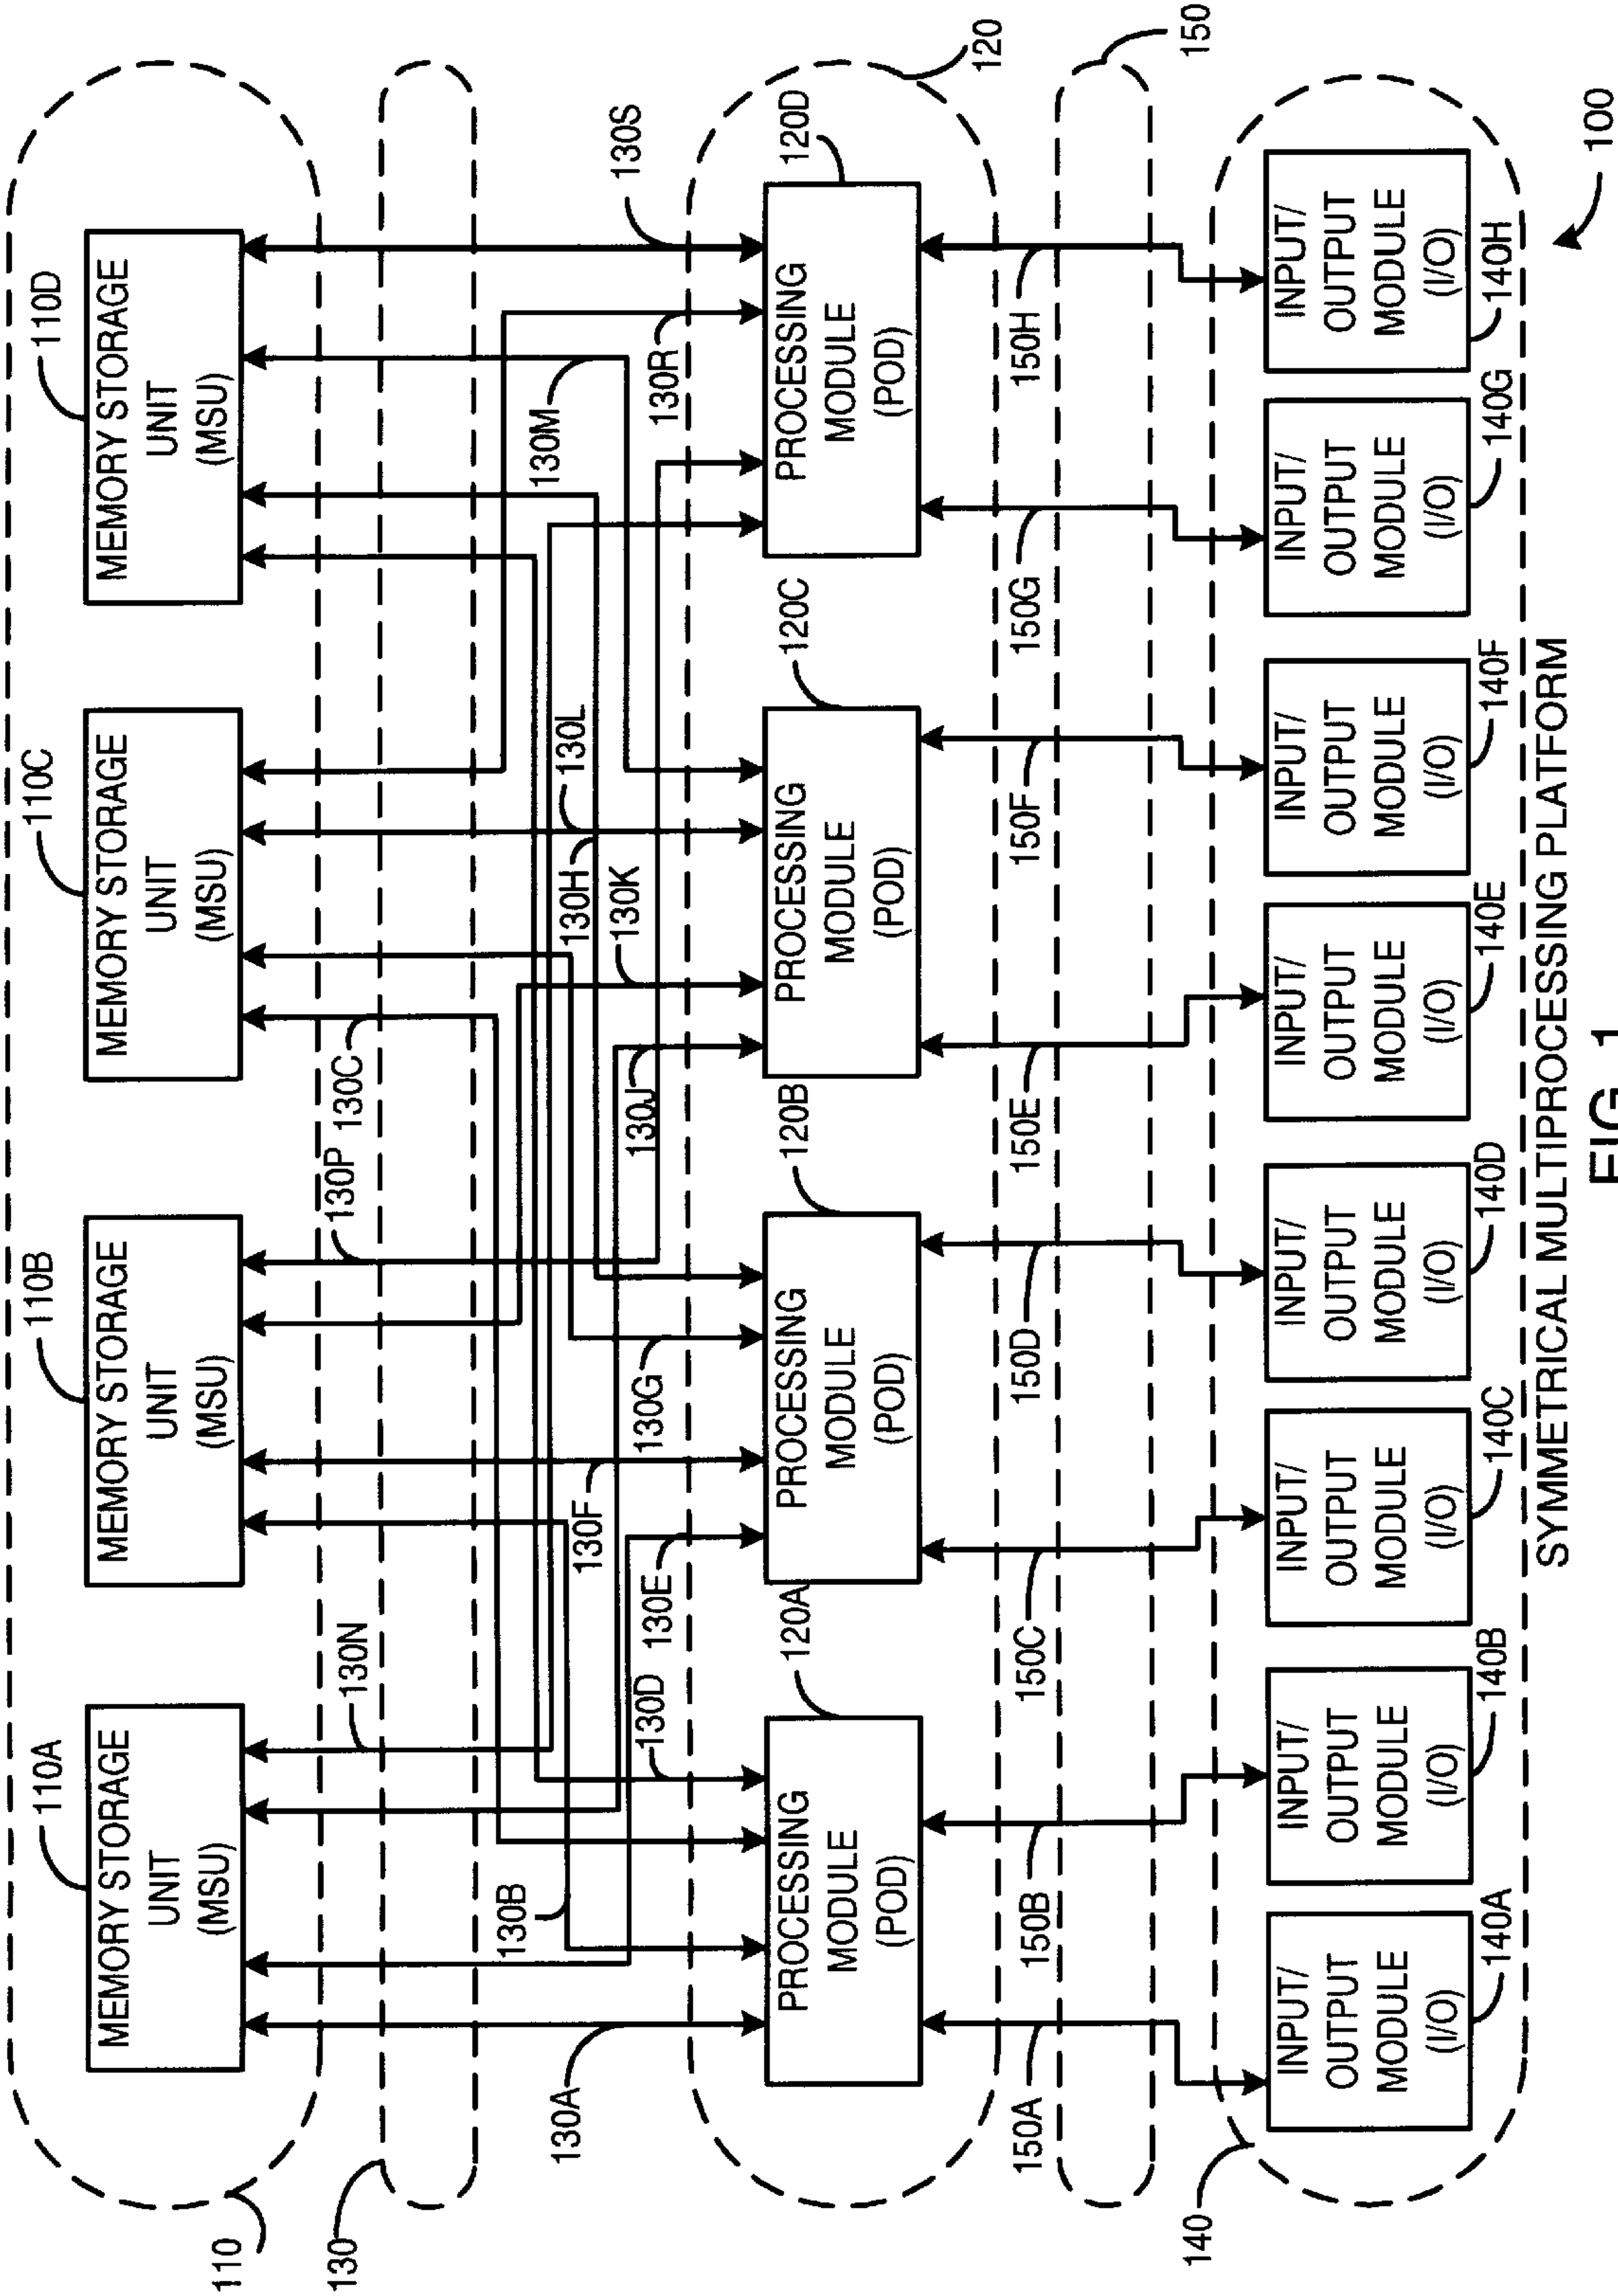 110A
110B
110C
110D
110
MEMORY STORAGE
UNIT
(MSU)
MEMORY STORAGE
UNIT
(MSU)
MEMORY STORAGE
UNIT
(MSU)
MEMORY STORAGE
UNIT
(MSU)
130
130N
130P
130C
130B
130A
130F
130H
130L
130M
130D
130E
130G
130J
130K
130R
130S
120A
120B
120C
120D
120
PROCESSING
MODULE
(POD)
PROCESSING
MODULE
(POD)
PROCESSING
MODULE
(POD)
PROCESSING
MODULE
(POD)
150A
150B
150C
150D
150E
150F
150G
150H
150
140
INPUT/
OUTPUT
MODULE
(I/O)
INPUT/
OUTPUT
MODULE
(I/O)
INPUT/
OUTPUT
MODULE
(I/O)
INPUT/
OUTPUT
MODULE
(I/O)
INPUT/
OUTPUT
MODULE
(I/O)
INPUT/
OUTPUT
MODULE
(I/O)
INPUT/
OUTPUT
MODULE
(I/O)
INPUT/
OUTPUT
MODULE
(I/O)
140A
140B
140C
140D
140E
140F
140G
140H
SYMMETRICAL MULTIPROCESSING PLATFORM
100
FIG. 1